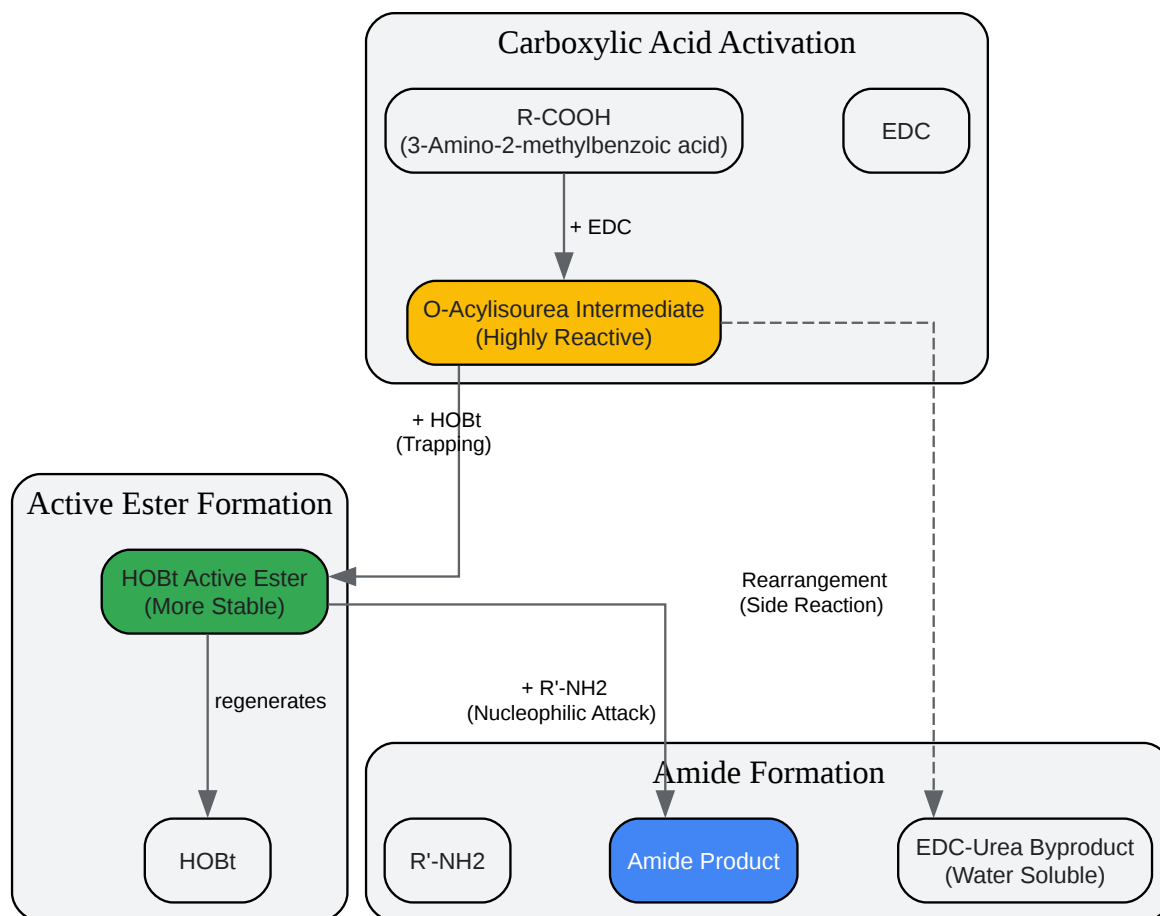 Carboxylic Acid Activation
R-COOH
(3-Amino-2-methylbenzoic acid)
EDC
+ EDC
O-Acylisourea Intermediate
(Highly Reactive)
+ HOBt
(Trapping)
Active Ester Formation
HOBt Active Ester
(More Stable)
Rearrangement
(Side Reaction)
regenerates
+ R'-NH2
(Nucleophilic Attack)
Amide Formation
HOBt
R'-NH2
Amide Product
EDC-Urea Byproduct
(Water Soluble)